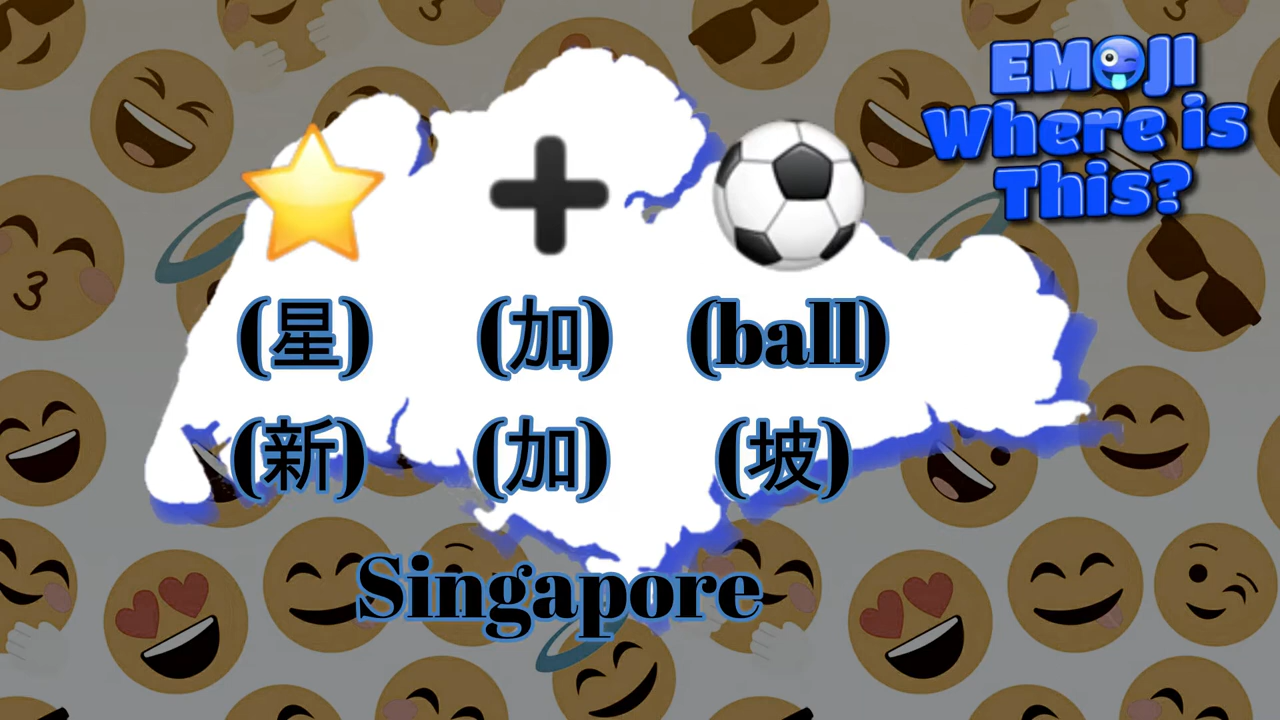 EMOJI
Where is
This?
(星) (加) (ball)
(新) (加) (坡)
Singapore